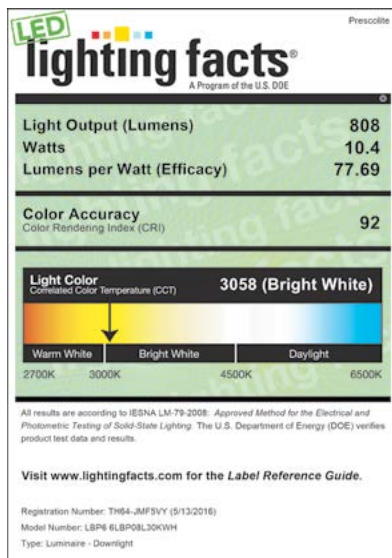 Prescolite
LED
lighting facts®
A Program of the U.S. DOE
Light Output (Lumens) 808
Watts 10.4
Lumens per Watt (Efficacy) 77.69
Color Accuracy 92
Color Rendering Index (CRI)
Light Color 3058 (Bright White)
Correlated Color Temperature (CCT)
Warm White Bright White Daylight
2700K 3000K 4500K 6500K
All results are according to IESNA LM-79-2008: Approved Method for the Electrical and
Photometric Testing of Solid-State Lighting. The U.S. Department of Energy (DOE) verifies
product test data and results.
Visit www.lightingfacts.com for the Label Reference Guide.
Registration Number: TH64-JMF5VY (5/13/2016)
Model Number: LBP6 6LBP08L30KWH
Type: Luminaire - Downlight